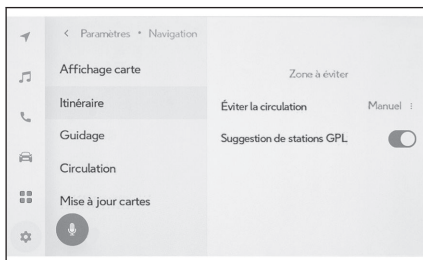 < Paramètres • Navigation
Affichage carte
Itinéraire
Guidage
Circulation
Mise à jour cartes
Zone à éviter
Éviter la circulation Manuel
Suggestion de stations GPL